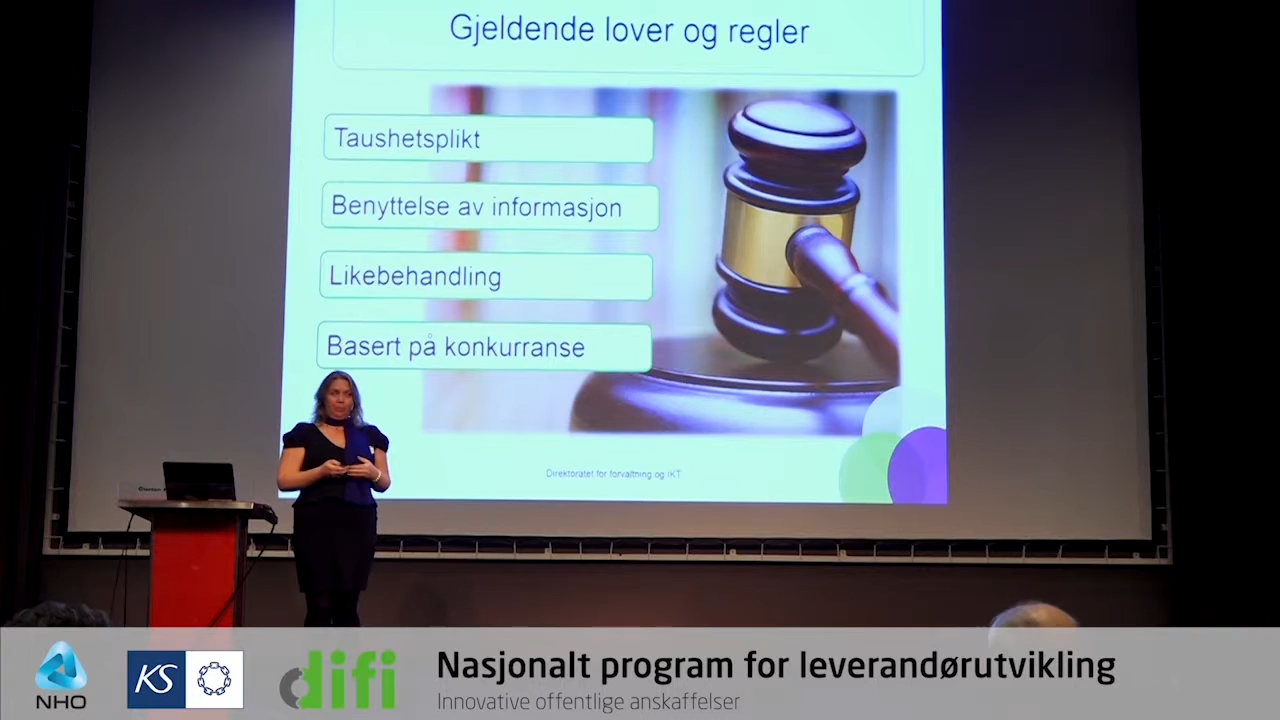 Gjeldende lover og regler
Taushetsplikt
Benyttelse av informasjon
Likebehandling
Basert på konkurranse
Direktoratet for forvaltning og IKT
NHO
KS
difi
Nasjonalt program for leverandørutvikling
Innovative offentlige anskaffelser